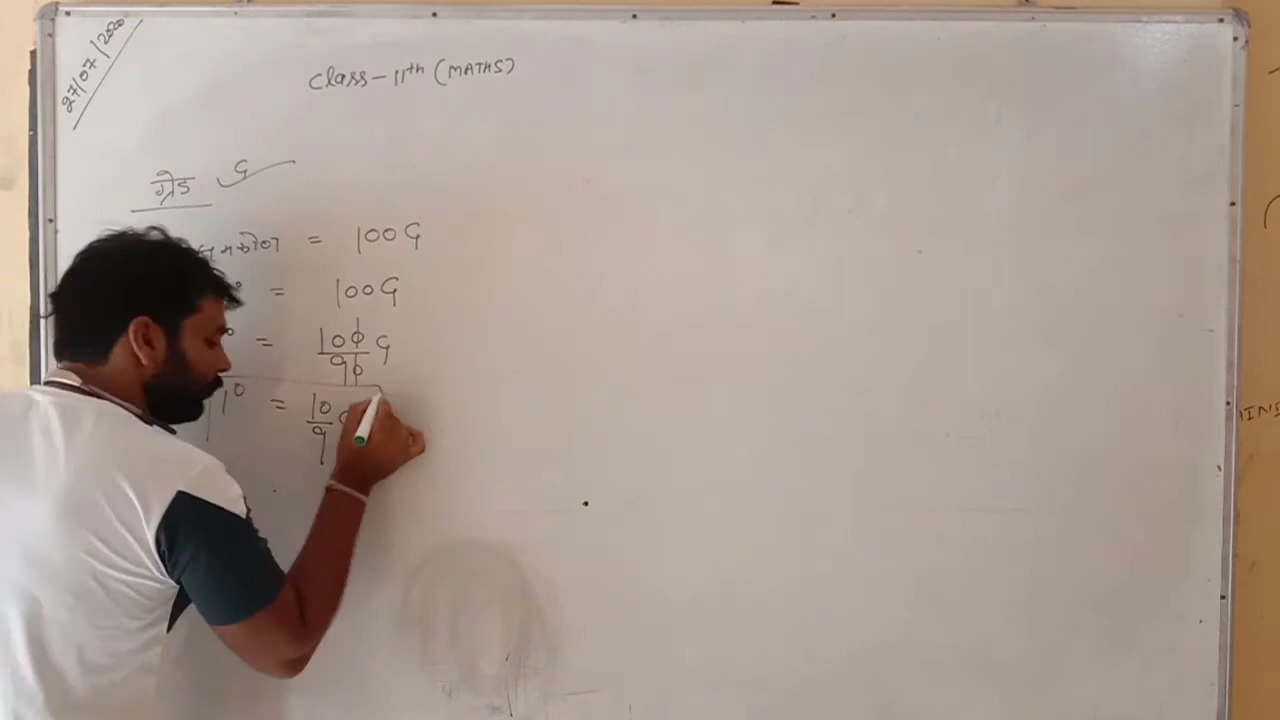 27/07/2020
Class-11th (MATHS)
ग्रेड G
समकोण = 100G
° = 100G
° = 100/90 G
1° = 10/9